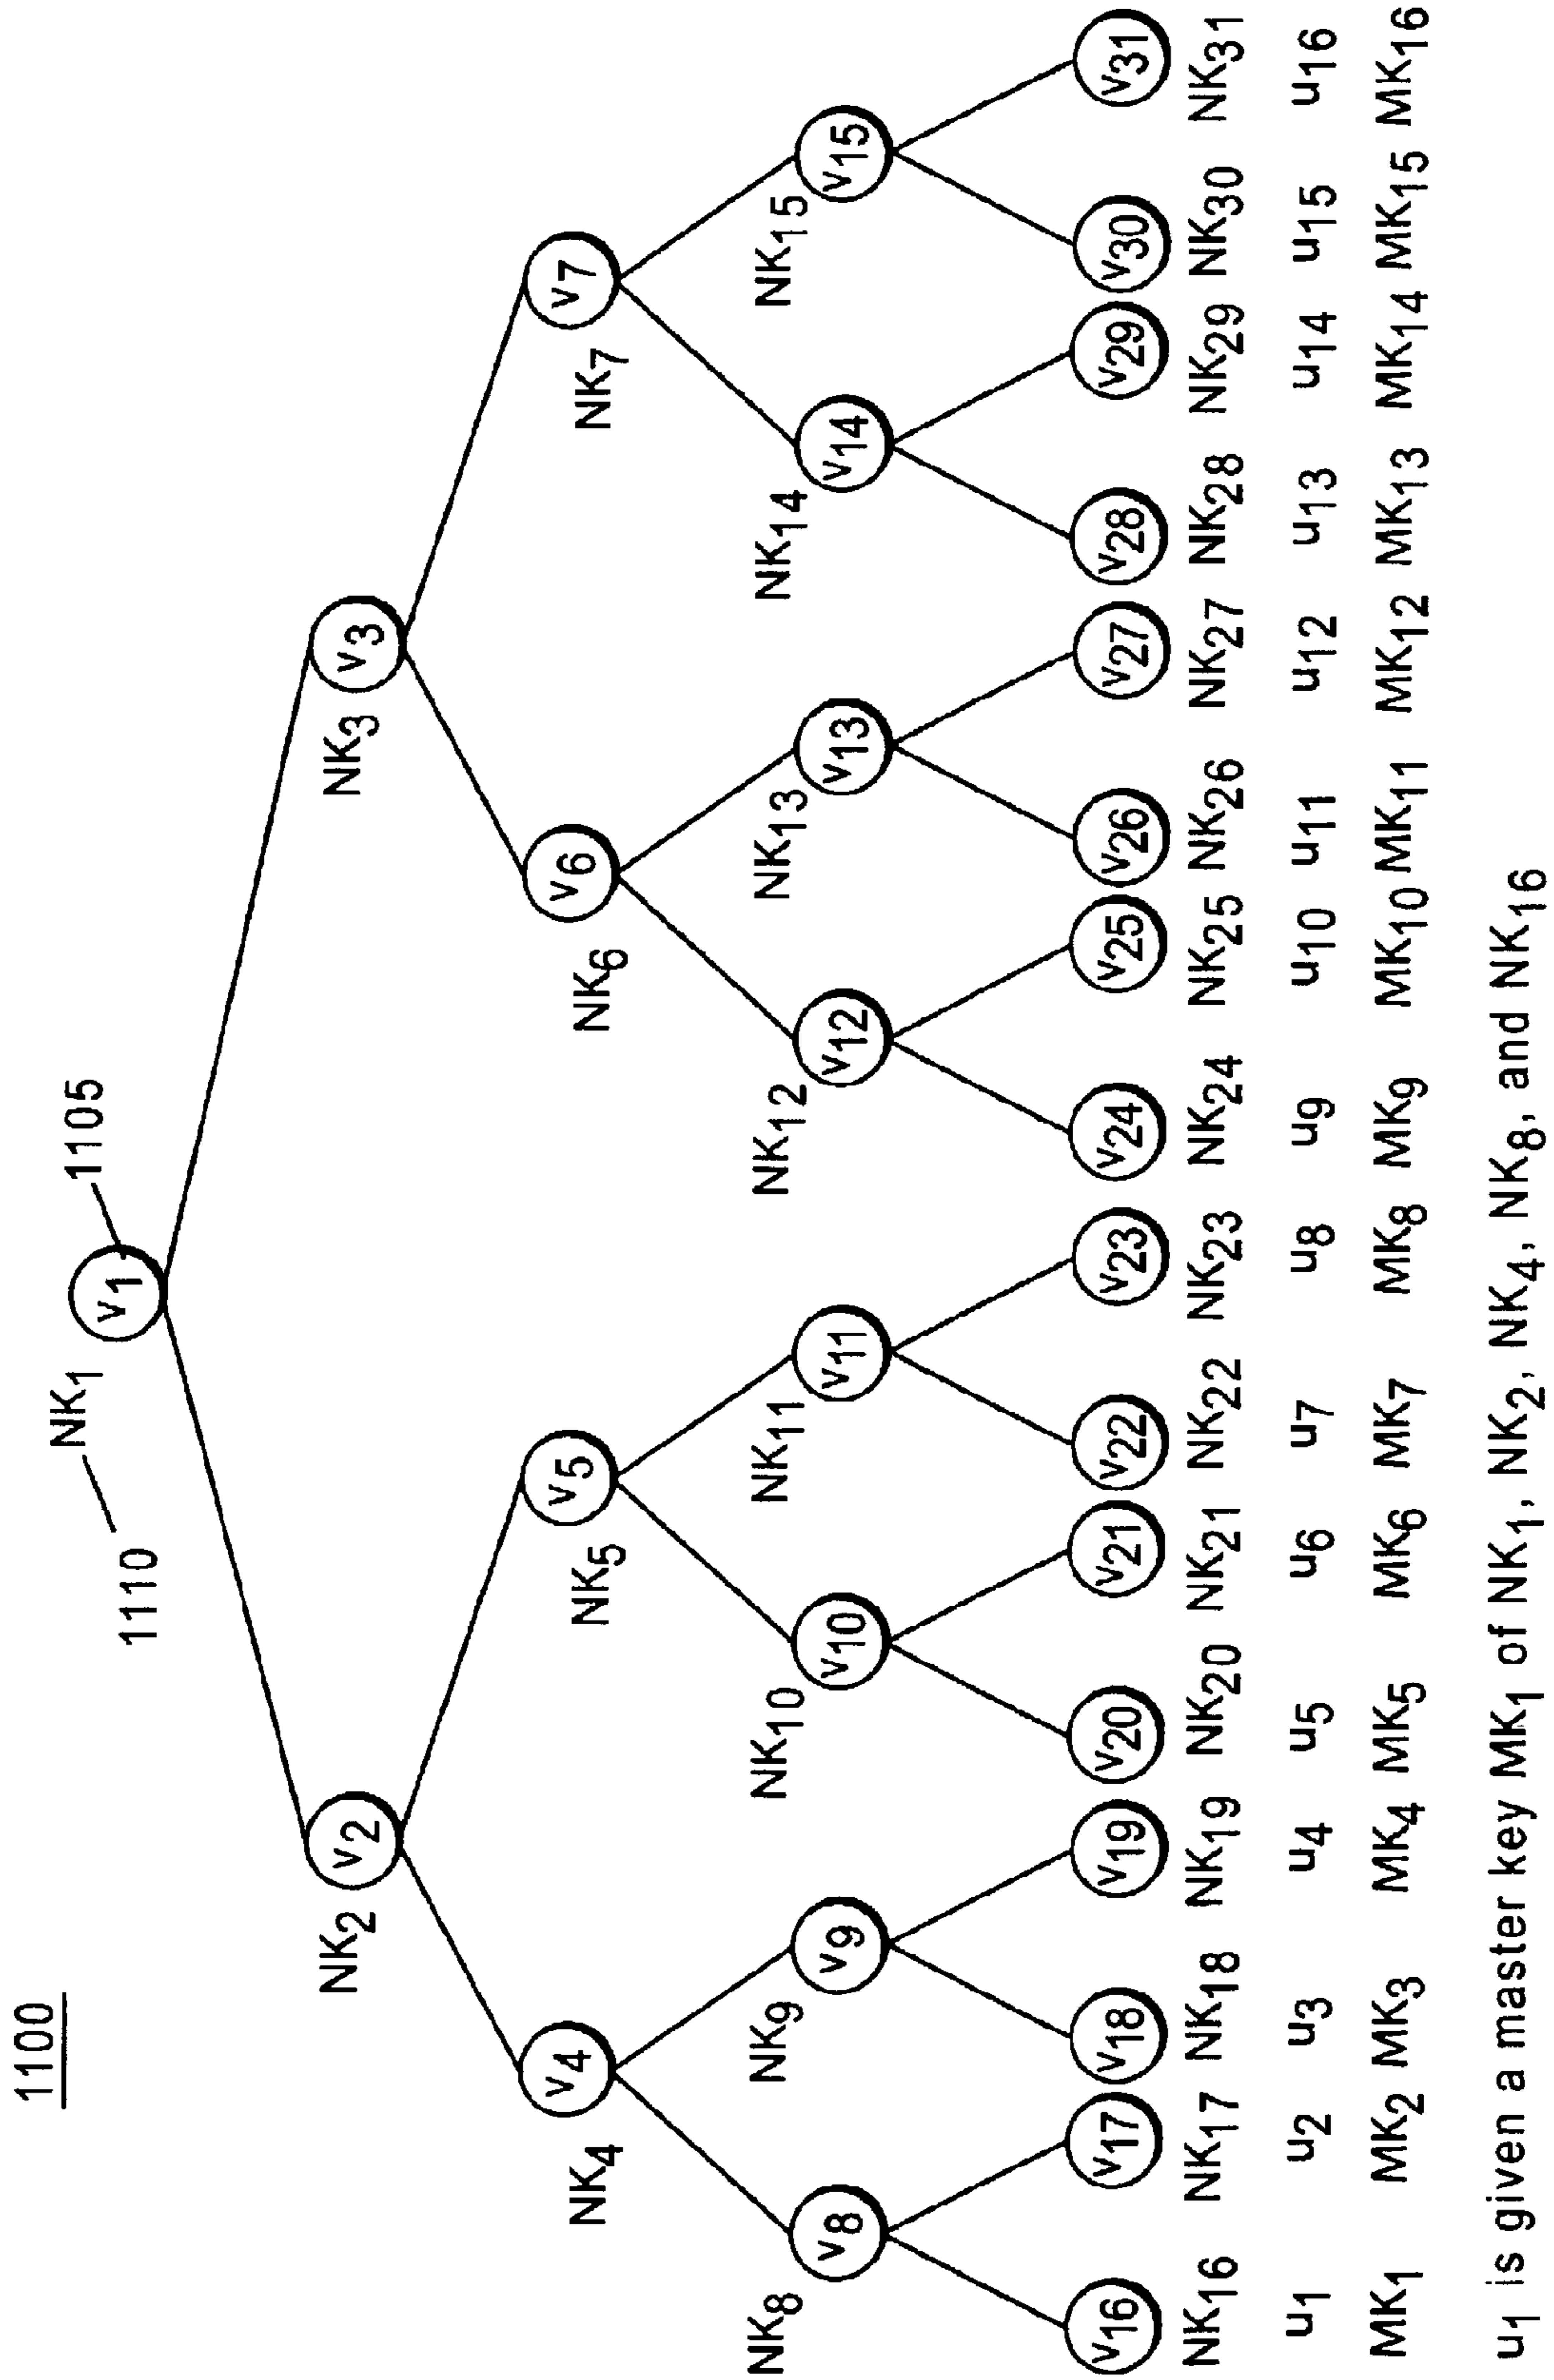 1100
NK1
1105
1110
v1
NK2
v2
NK3
v3
NK4
v4
NK5
v5
NK6
v6
NK7
v7
NK8
v8
NK9
v9
NK10
v10
NK11
v11
NK12
v12
NK13
v13
NK14
v14
NK15
v15
v16 v17 v18 v19 v20 v21 v22 v23 v24 v25 v26 v27 v28 v29 v30 v31
NK16 NK17 NK18 NK19 NK20 NK21 NK22 NK23 NK24 NK25 NK26 NK27 NK28 NK29 NK30 NK31
u1 u2 u3 u4 u5 u6 u7 u8 u9 u10 u11 u12 u13 u14 u15 u16
MK1 MK2 MK3 MK4 MK5 MK6 MK7 MK8 MK9 MK10 MK11 MK12 MK13 MK14 MK15 MK16
u1 is given a master key MK1 of NK1, NK2, NK4, NK8, and NK16